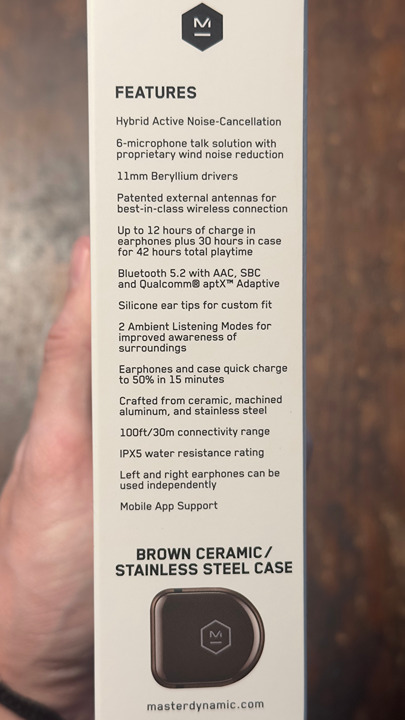 M
FEATURES
Hybrid Active Noise-Cancellation
6-microphone talk solution with
proprietary wind noise reduction
11mm Beryllium drivers
Patented external antennas for
best-in-class wireless connection
Up to 12 hours of charge in
earphones plus 30 hours in case
for 42 hours total playtime
Bluetooth 5.2 with AAC, SBC
and Qualcomm® aptX™ Adaptive
Silicone ear tips for custom fit
2 Ambient Listening Modes for
improved awareness of
surroundings
Earphones and case quick charge
to 50% in 15 minutes
Crafted from ceramic, machined
aluminum, and stainless steel
100ft/30m connectivity range
IPX5 water resistance rating
Left and right earphones can be
used independently
Mobile App Support
BROWN CERAMIC/
STAINLESS STEEL CASE
M
masterdynamic.com